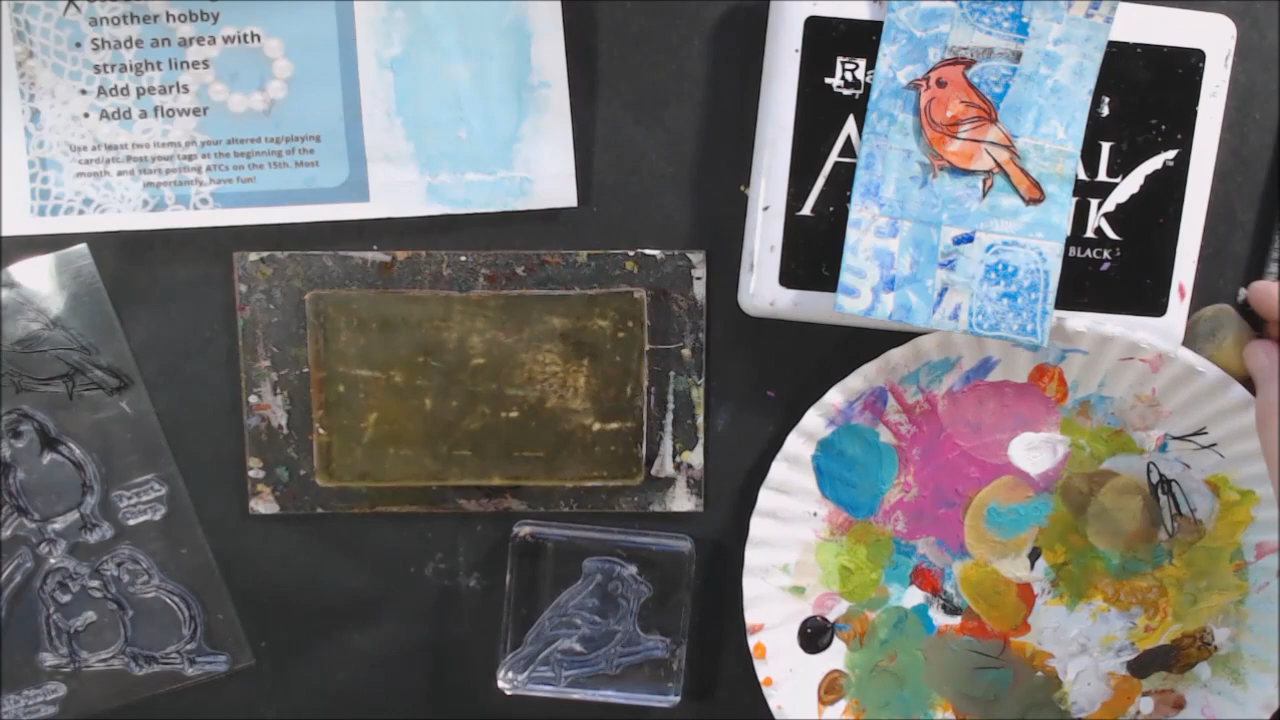 another hobby
• Shade an area with
straight lines
• Add pearls
• Add a flower
Use at least two items on your altered tag/playing
card/atc. Post your tags at the beginning of the
month, and start posting ATCs on the 15th. Most
importantly, have fun!
R
BLACK